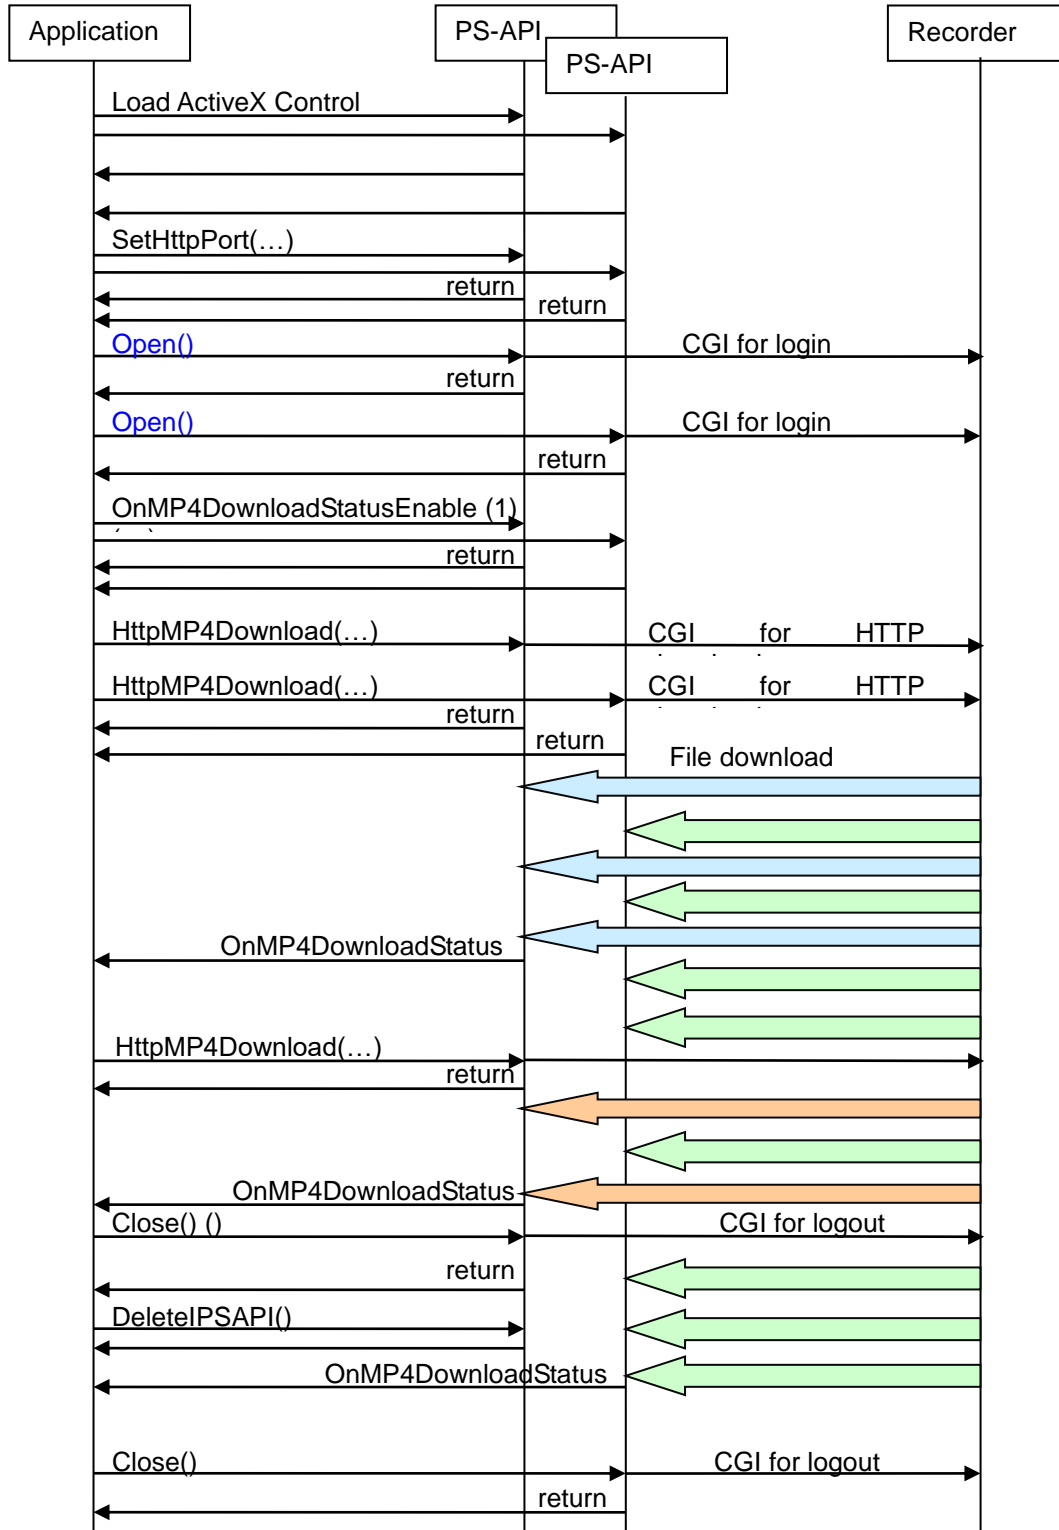 Application
PS-API
PS-API
Recorder
Load ActiveX Control
SetHttpPort(…)
return
return
Open()
CGI for login
return
Open()
CGI for login
return
OnMP4DownloadStatusEnable (1)
return
HttpMP4Download(…)
CGI for HTTP
HttpMP4Download(…)
CGI for HTTP
return
return
File download
OnMP4DownloadStatus
HttpMP4Download(…)
return
OnMP4DownloadStatus
Close() ()
CGI for logout
return
DeleteIPSAPI()
OnMP4DownloadStatus
Close()
CGI for logout
return